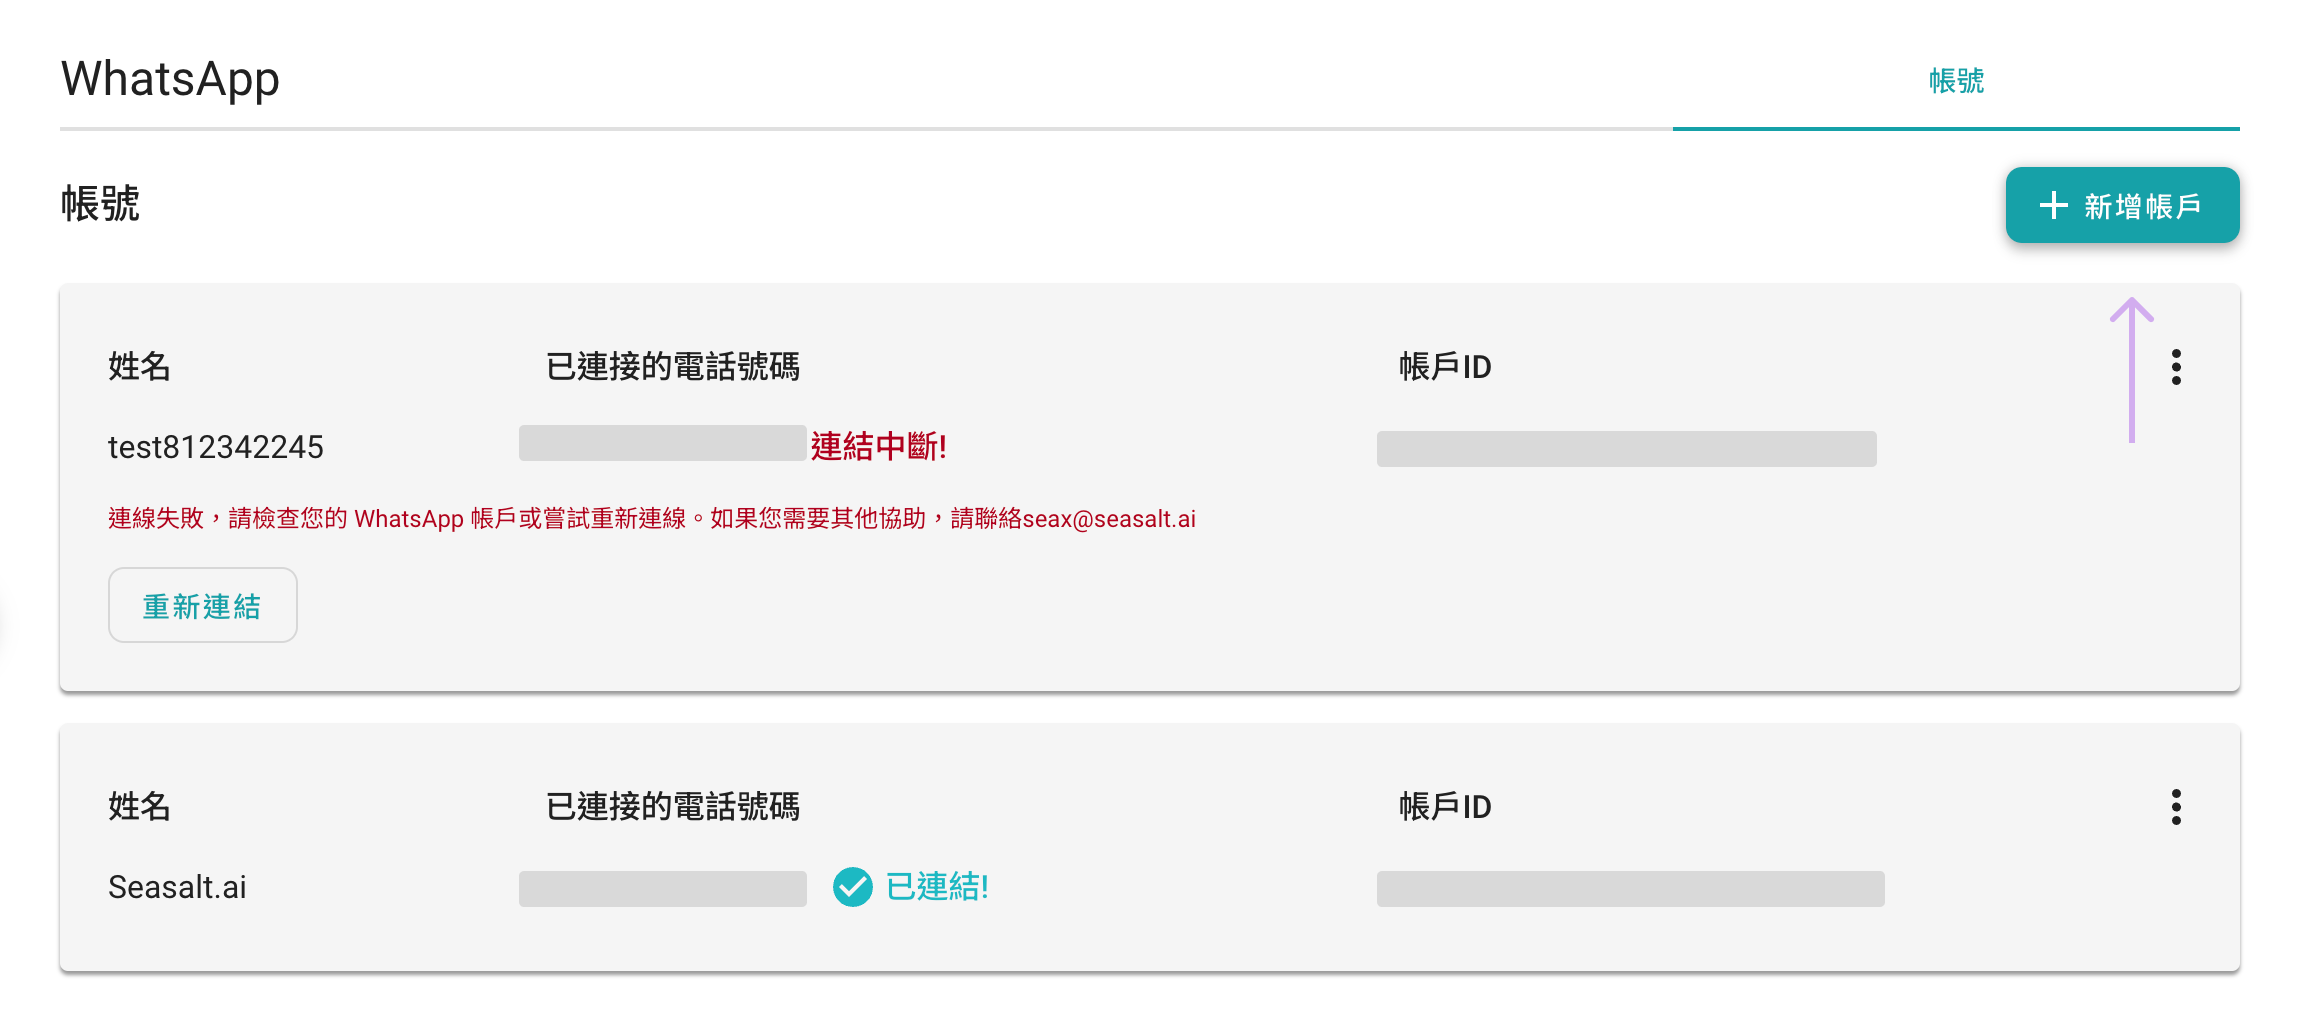 WhatsApp
帳號
帳號
新增帳戶
姓名
已連接的電話號碼
帳戶ID
test812342245
連結中斷!
連線失敗，請檢查您的 WhatsApp 帳戶或嘗試重新連線。如果您需要其他協助，請聯絡seax@seasalt.ai
重新連結
姓名
已連接的電話號碼
帳戶ID
Seasalt.ai
已連結!